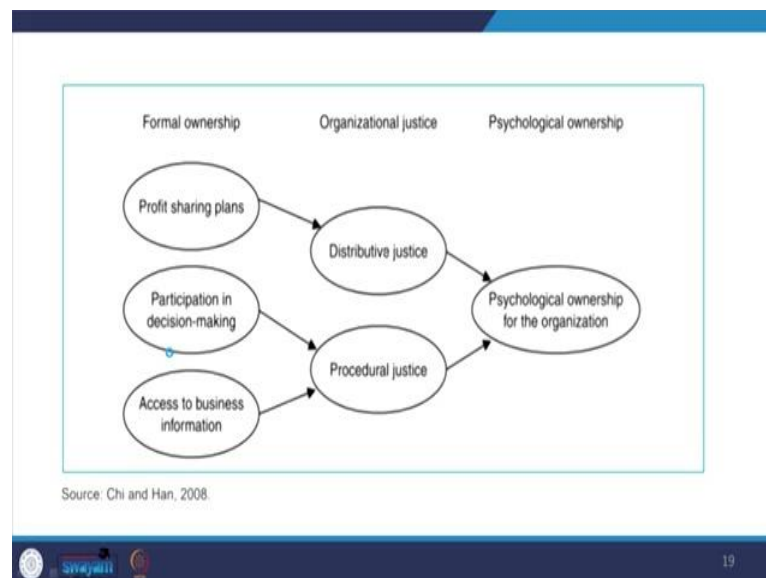 Formal ownership
Organizational justice
Psychological ownership
Profit sharing plans
Distributive justice
Participation in
decision-making
Psychological ownership
for the organization
Procedural justice
Access to business
information
Source: Chi and Han, 2008.
swayam
19